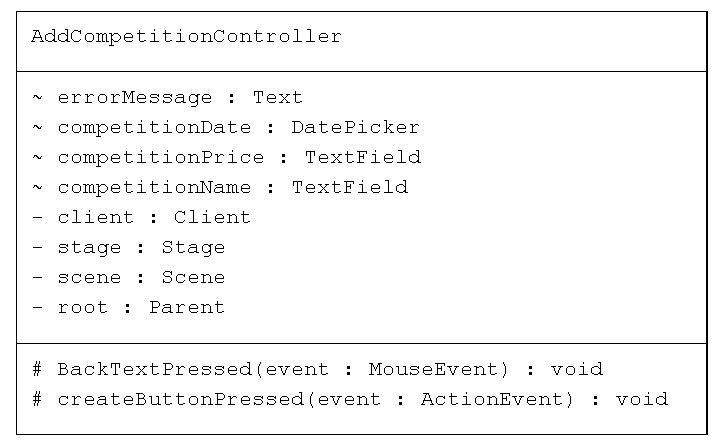 AddCompetitionController
~ errorMessage : Text
~ competitionDate : DatePicker
~ competitionPrice : TextField
~ competitionName : TextField
- client : Client
- stage : Stage
- scene : Scene
- root : Parent
# BackTextPressed(event : MouseEvent) : void
# createButtonPressed(event : ActionEvent) : void